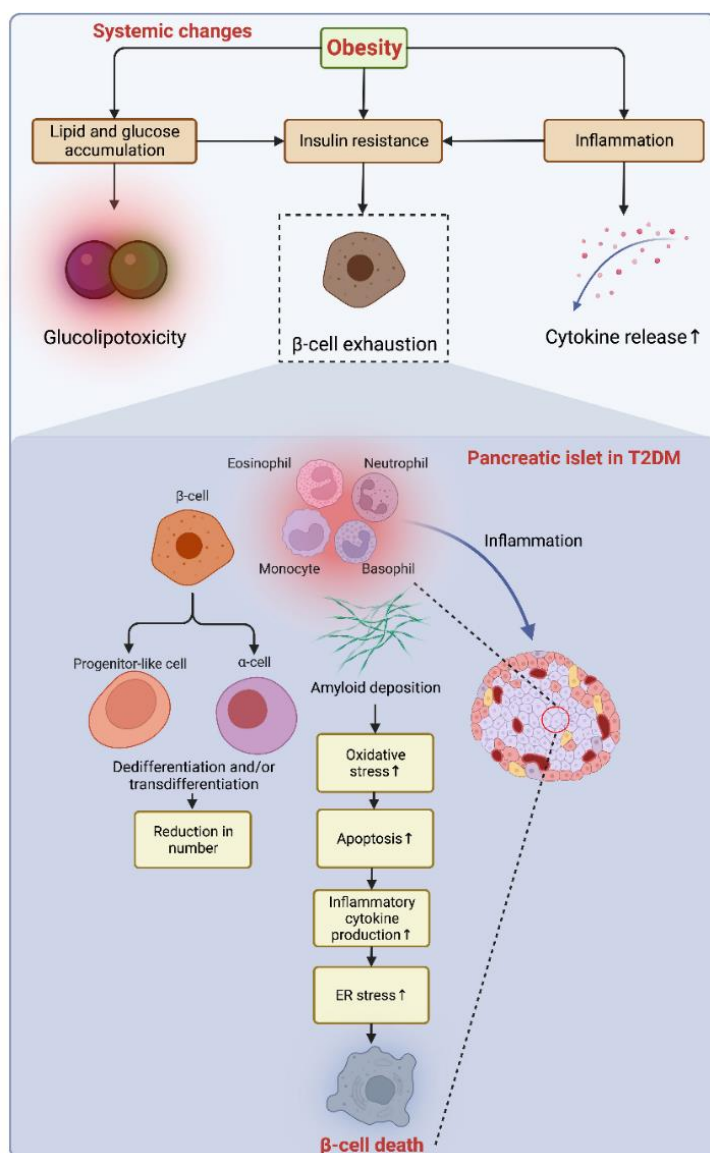 Systemic changes
Obesity
Lipid and glucose
accumulation
Insulin resistance
Inflammation
Glucolipotoxicity
β-cell exhaustion
Cytokine release↑
Pancreatic islet in T2DM
Eosinophil
Neutrophil
Monocyte
Basophil
Inflammation
β-cell
Progenitor-like cell
α-cell
Dedifferentiation and/or
transdifferentiation
Reduction in
number
Amyloid deposition
Oxidative
stress↑
Apoptosis↑
Inflammatory
cytokine
production↑
ER stress↑
β-cell death